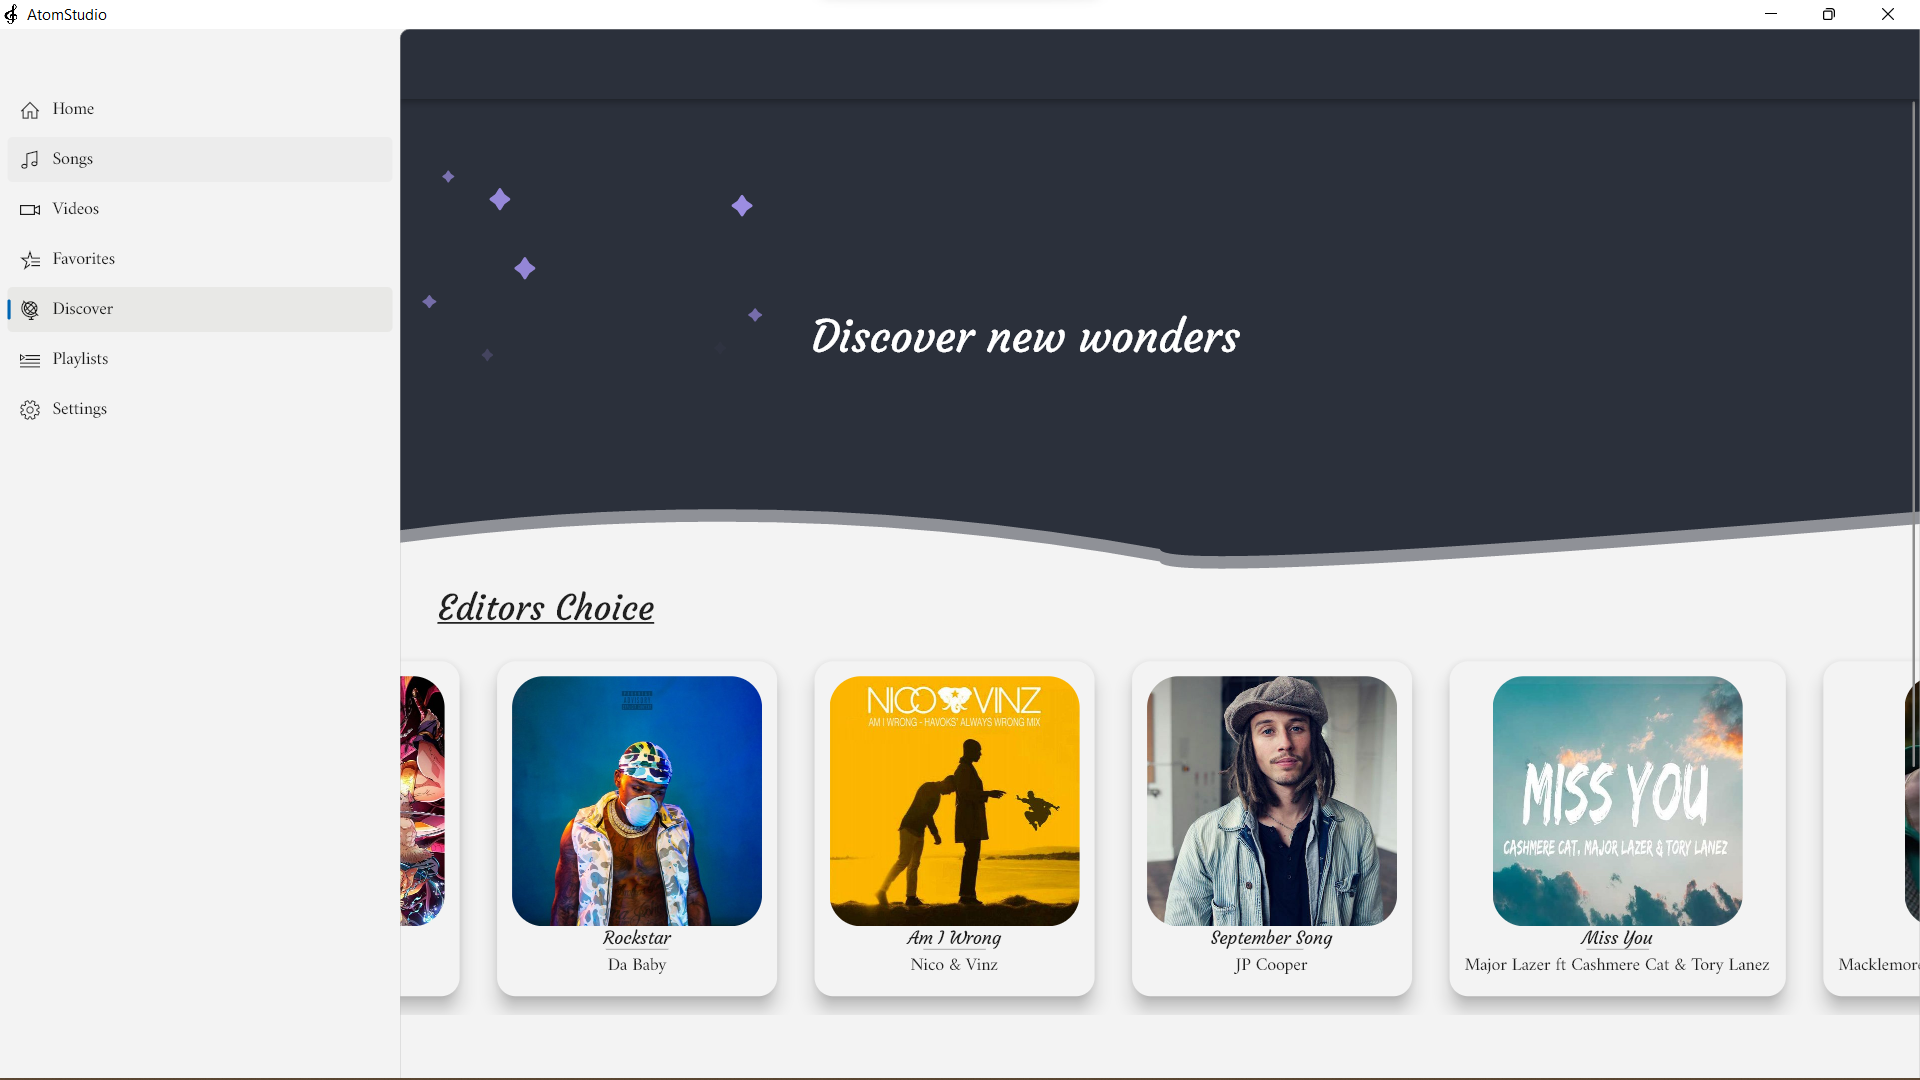 AtomStudio
Home
Songs
Videos
Favorites
Discover
Playlists
Settings
Discover new wonders
Editors Choice
NICO VINZ
AM I WRONG - HAVOKS' ALWAYS WRONG MIX
MISS YOU
CASHMERE CAT, MAJOR LAZER & TORY LANEZ
Rockstar
Da Baby
Am I Wrong
Nico & Vinz
September Song
JP Cooper
Miss You
Major Lazer ft Cashmere Cat & Tory Lanez
Macklemore